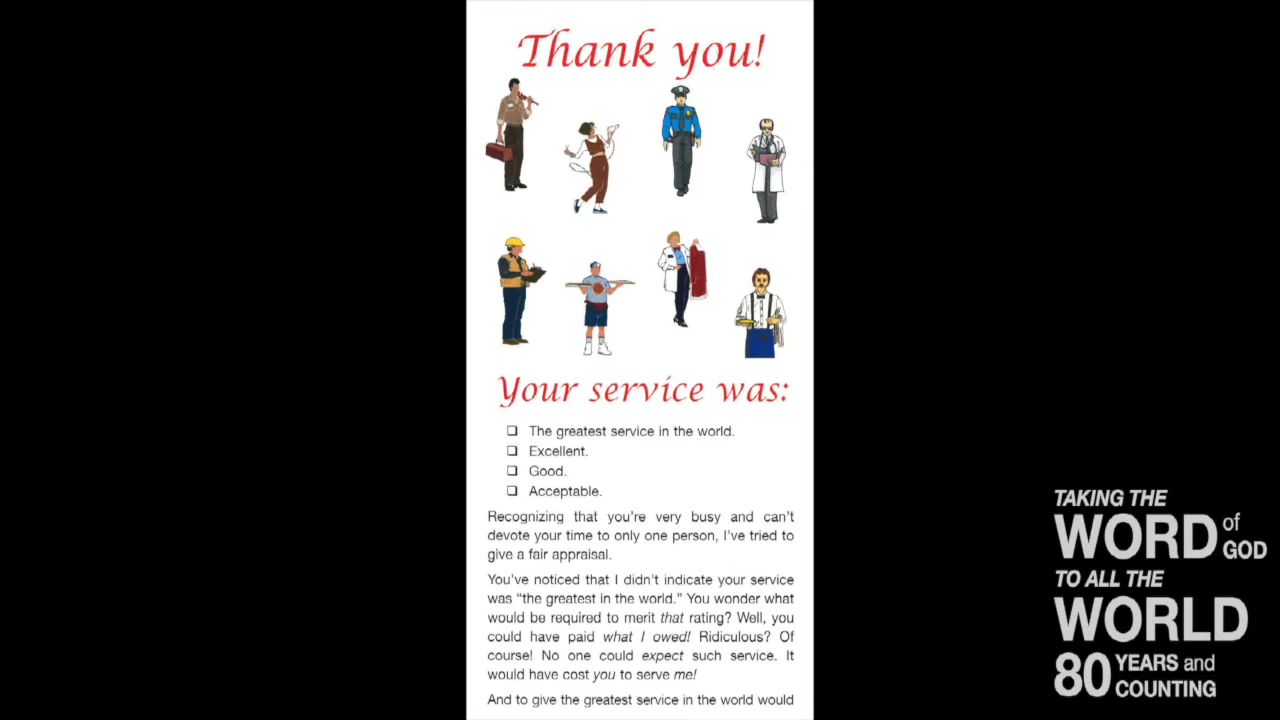 Thank you!
Your service was:
❑ The greatest service in the world.
❑ Excellent.
❑ Good.
❑ Acceptable.
Recognizing that you're very busy and can't
devote your time to only one person, I've tried to
give a fair appraisal.
You've noticed that I didn't indicate your service
was “the greatest in the world.” You wonder what
would be required to merit that rating? Well, you
could have paid what I owed! Ridiculous? Of
course! No one could expect such service. It
would have cost you to serve me!
And to give the greatest service in the world would
TAKING THE
WORD of
GOD
TO ALL THE
WORLD
80 YEARS and
COUNTING